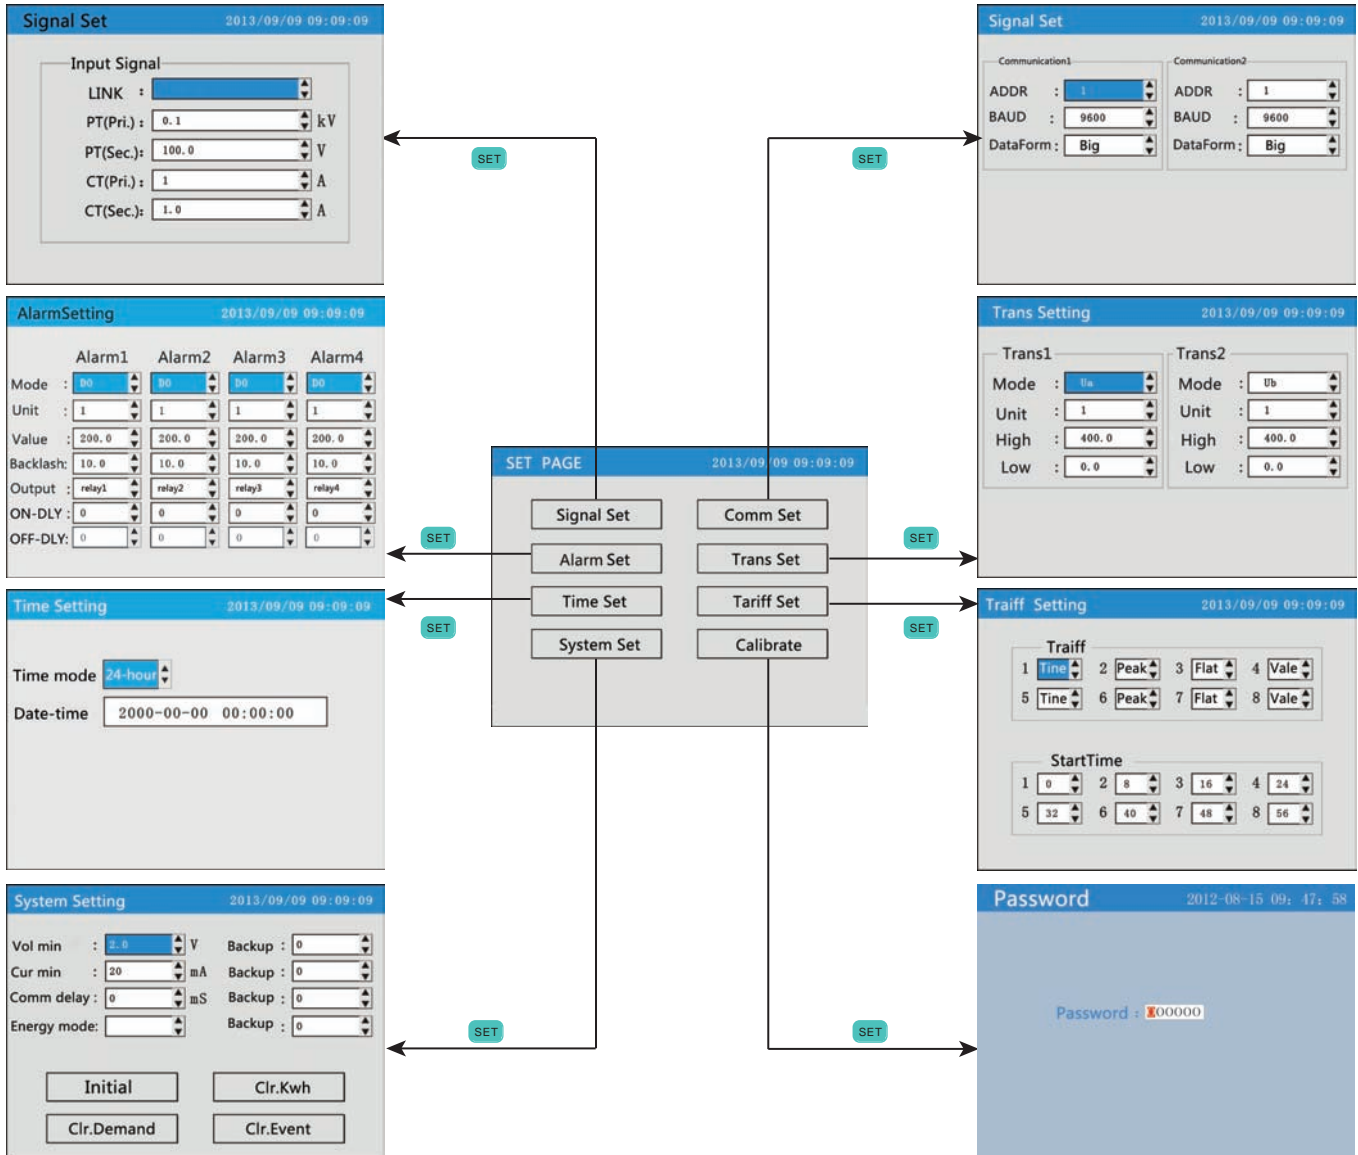 Signal Set 2013/09/09 09:09:09
Input Signal
LINK :
PT(Pri.) : 0.1 kV
PT(Sec.): 100.0 V
CT(Pri.) : 1 A
CT(Sec.): 1.0 A
SET
AlarmSetting 2013/09/09 09:09:09
Alarm1 Alarm2 Alarm3 Alarm4
Mode : DO DO DO DO
Unit : 1 1 1 1
Value : 200.0 200.0 200.0 200.0
Backlash: 10.0 10.0 10.0 10.0
Output : relay1 relay2 relay3 relay4
ON-DLY : 0 0 0 0
OFF-DLY: 0 0 0 0
SET
Time Setting 2013/09/09 09:09:09
Time mode 24-hour
Date-time 2000-00-00 00:00:00
SET
System Setting 2013/09/09 09:09:09
Vol min : 2.0 V Backup : 0
Cur min : 20 mA Backup : 0
Comm delay : 0 mS Backup : 0
Energy mode: Backup : 0
Initial Clr.Kwh
Clr.Demand Clr.Event
SET
SET PAGE 2013/09/09 09:09:09
Signal Set Comm Set
Alarm Set Trans Set
Time Set Tariff Set
System Set Calibrate
SET
Signal Set 2013/09/09 09:09:09
Communication1 Communication2
ADDR : 1 ADDR : 1
BAUD : 9600 BAUD : 9600
DataForm : Big DataForm : Big
SET
Trans Setting 2013/09/09 09:09:09
Trans1 Trans2
Mode : Ua Mode : Ub
Unit : 1 Unit : 1
High : 400.0 High : 400.0
Low : 0.0 Low : 0.0
SET
Traiff Setting 2013/09/09 09:09:09
Traiff
1 Tine 2 Peak 3 Flat 4 Vale
5 Tine 6 Peak 7 Flat 8 Vale
StartTime
1 0 2 8 3 16 4 24
5 32 6 40 7 48 8 56
SET
Password 2012-08-15 09: 47: 58
Password : X00000